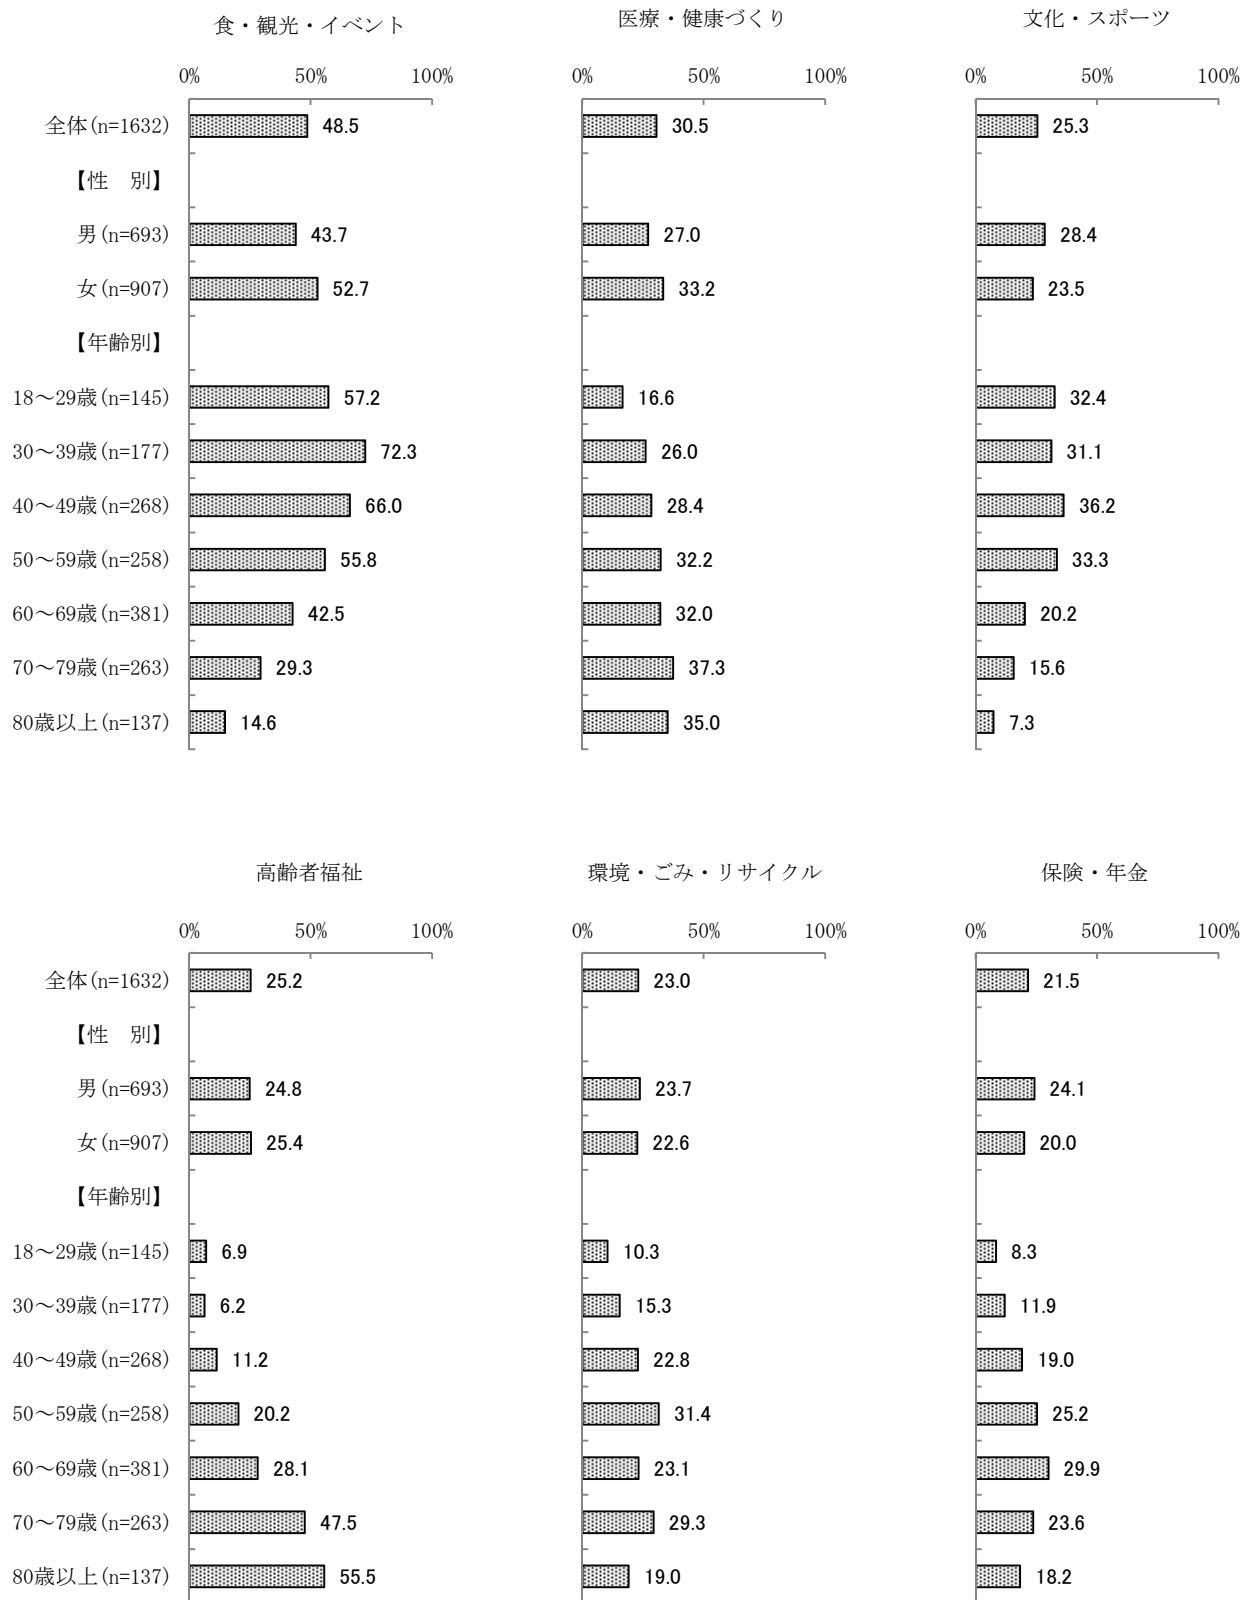 食・観光・イベント 医療・健康づくり 文化・スポーツ
0% 50% 100% 0% 50% 100% 0% 50% 100%
全体(n=1632) 48.5 30.5 25.3
【性　別】
男(n=693) 43.7 27.0 28.4
女(n=907) 52.7 33.2 23.5
【年齢別】
18～29歳(n=145) 57.2 16.6 32.4
30～39歳(n=177) 72.3 26.0 31.1
40～49歳(n=268) 66.0 28.4 36.2
50～59歳(n=258) 55.8 32.2 33.3
60～69歳(n=381) 42.5 32.0 20.2
70～79歳(n=263) 29.3 37.3 15.6
80歳以上(n=137) 14.6 35.0 7.3
高齢者福祉 環境・ごみ・リサイクル 保険・年金
0% 50% 100% 0% 50% 100% 0% 50% 100%
全体(n=1632) 25.2 23.0 21.5
【性　別】
男(n=693) 24.8 23.7 24.1
女(n=907) 25.4 22.6 20.0
【年齢別】
18～29歳(n=145) 6.9 10.3 8.3
30～39歳(n=177) 6.2 15.3 11.9
40～49歳(n=268) 11.2 22.8 19.0
50～59歳(n=258) 20.2 31.4 25.2
60～69歳(n=381) 28.1 23.1 29.9
70～79歳(n=263) 47.5 29.3 23.6
80歳以上(n=137) 55.5 19.0 18.2